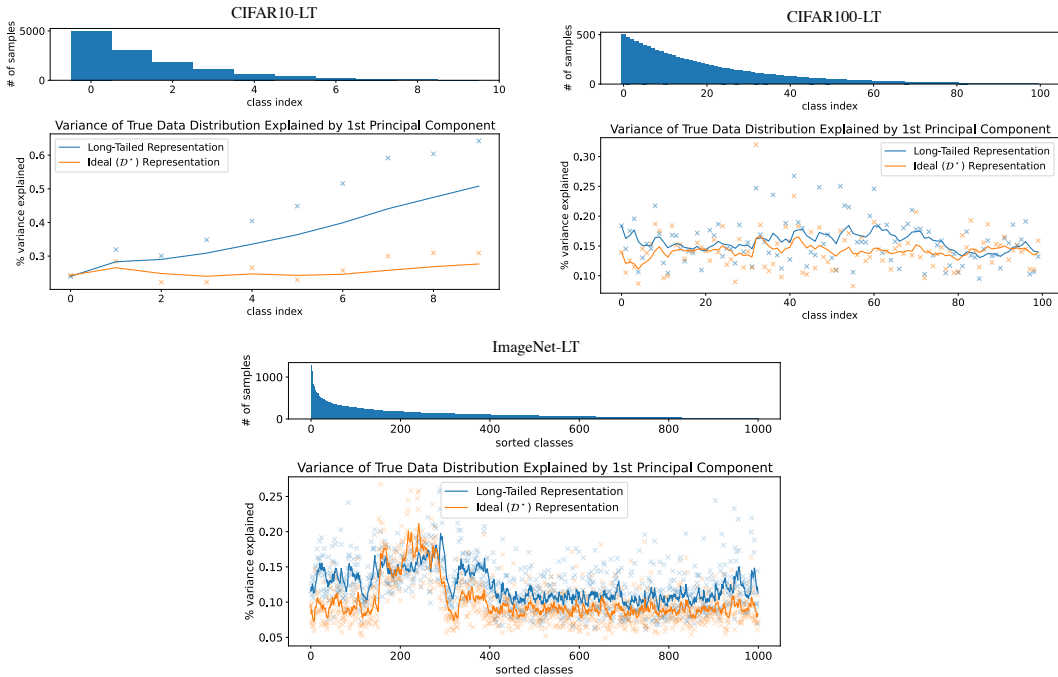 CIFAR10-LT
5000
0
# of samples
0 2 4 6 8 10
class index
Variance of True Data Distribution Explained by 1st Principal Component
Long-Tailed Representation
Ideal (𝒟*) Representation
0.6
0.5
0.4
0.3
% variance explained
0 2 4 6 8
class index
CIFAR100-LT
500
0
# of samples
0 20 40 60 80 100
class index
Variance of True Data Distribution Explained by 1st Principal Component
Long-Tailed Representation
Ideal (𝒟*) Representation
0.30
0.25
0.20
0.15
0.10
% variance explained
0 20 40 60 80 100
class index
ImageNet-LT
1000
0
# of samples
0 200 400 600 800 1000
sorted classes
Variance of True Data Distribution Explained by 1st Principal Component
Long-Tailed Representation
Ideal (𝒟*) Representation
0.25
0.20
0.15
0.10
0.05
% variance explained
0 200 400 600 800 1000
sorted classes